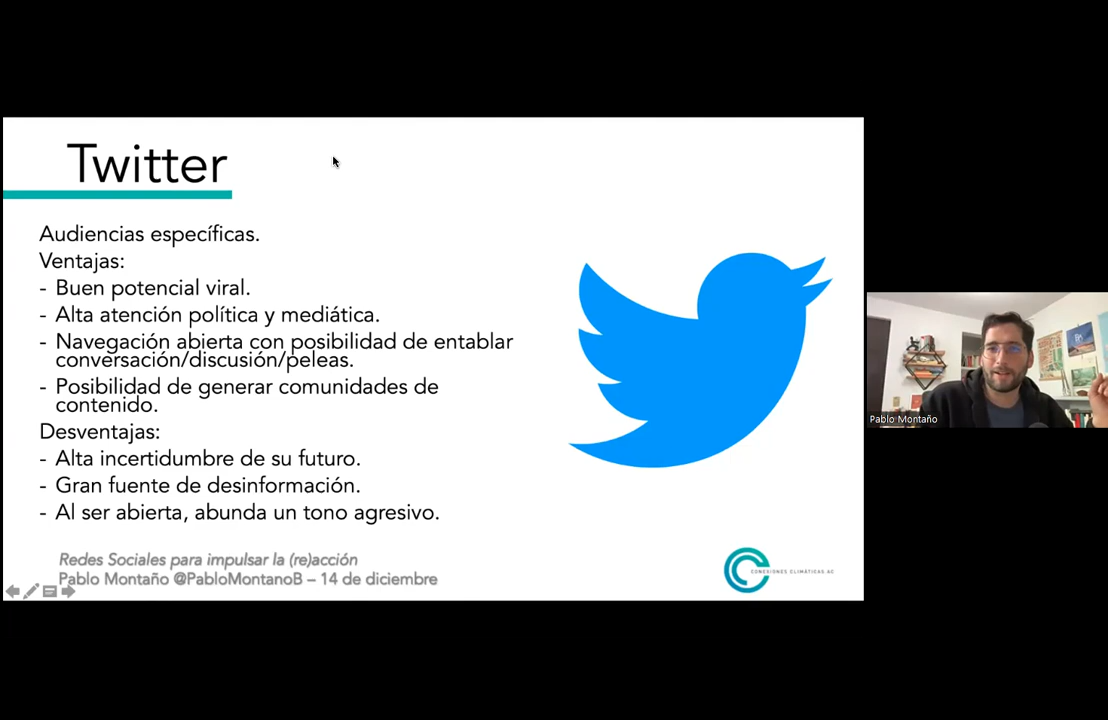 Twitter
Audiencias específicas.
Ventajas:
- Buen potencial viral.
- Alta atención política y mediática.
- Navegación abierta con posibilidad de entablar
conversación/discusión/peleas.
- Posibilidad de generar comunidades de
contenido.
Desventajas:
- Alta incertidumbre de su futuro.
- Gran fuente de desinformación.
- Al ser abierta, abunda un tono agresivo.
Redes Sociales para impulsar la (re)acción
Pablo Montaño @PabloMontanoB – 14 de diciembre
CONEXIONES CLIMÁTICAS AC
Pablo Montaño